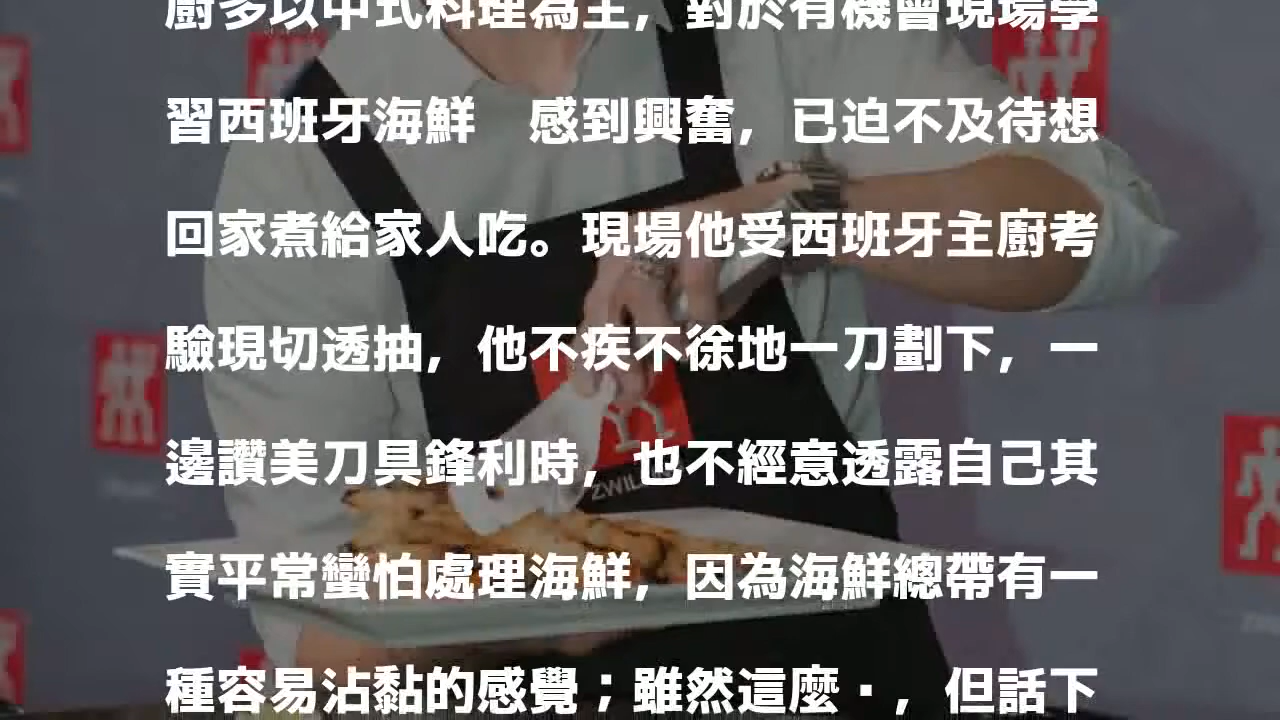 廚多以中式料理為主，對於有機會現場學
習西班牙海鮮　感到興奮，已迫不及待想
回家煮給家人吃。現場他受西班牙主廚考
驗現切透抽，他不疾不徐地一刀劃下，一
邊讚美刀具鋒利時，也不經意透露自己其
實平常蠻怕處理海鮮，因為海鮮總帶有一
種容易沾黏的感覺；雖然這麼▪，但話下
ZWIL